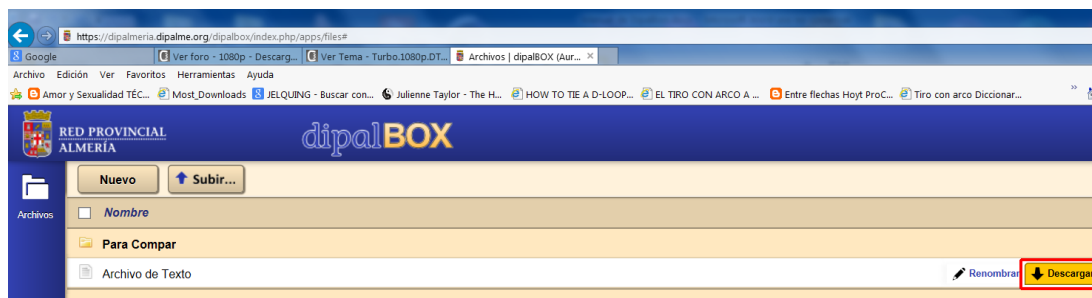 https://dipalmeria.dipalme.org/dipalbox/index.php/apps/files#
Google Ver foro - 1080p - Descarg... Ver Tema - Turbo.1080p.DT... Archivos | dipalBOX (Aur... ×
Archivo Edición Ver Favoritos Herramientas Ayuda
Amor y Sexualidad TÉC... Most_Downloads JELQUING - Buscar con... Julienne Taylor - The H... HOW TO TIE A D-LOOP... EL TIRO CON ARCO A ... Entre flechas Hoyt ProC... Tiro con arco Diccionar... »
RED PROVINCIAL
ALMERÍA
dipalBOX
Nuevo Subir...
Archivos
Nombre
Para Compar
Archivo de Texto Renombrar Descargar